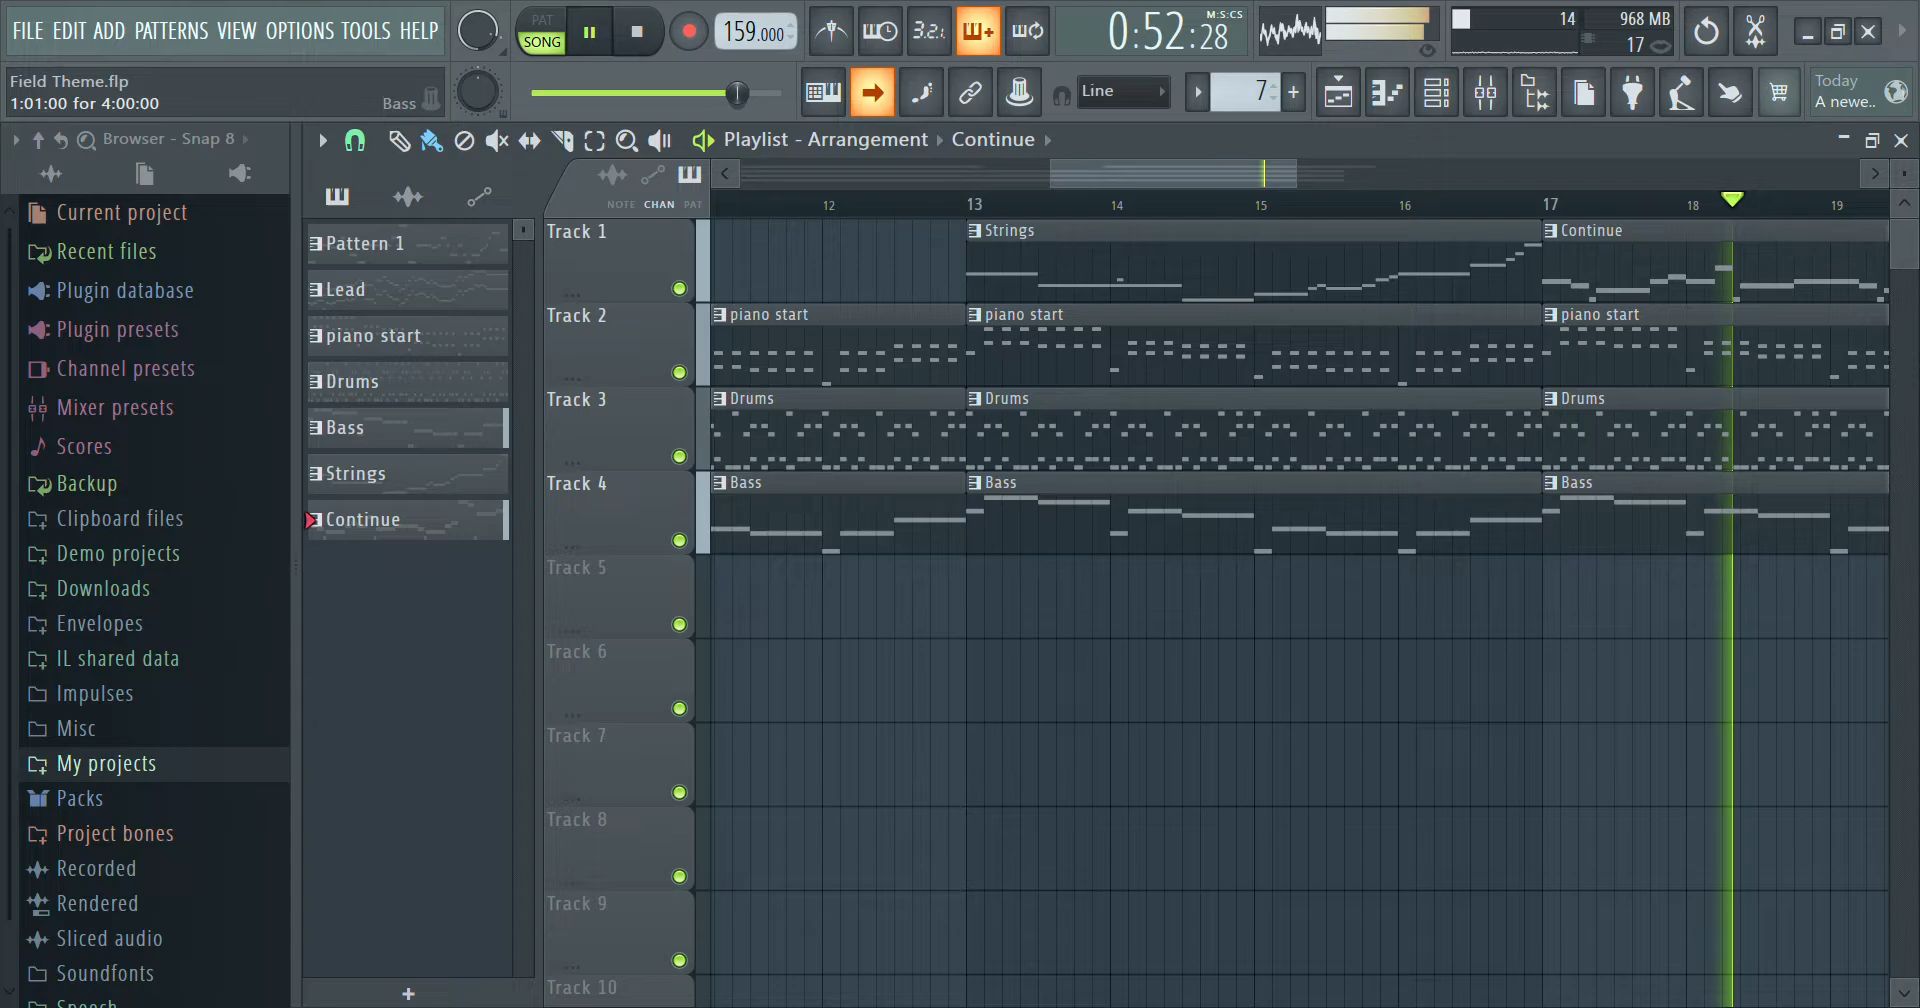 FILE EDIT ADD PATTERNS VIEW OPTIONS TOOLS HELP
PAT
SONG
159.000
3.2.1.
0:52:28
M:S:CS
14
968 MB
17
Field Theme.flp
1:01:00 for 4:00:00
Bass
Line
7
+
Today
A newe..
Browser - Snap 8
Playlist - Arrangement
Continue
Current project
Recent files
Plugin database
Plugin presets
Channel presets
Mixer presets
Scores
Backup
Clipboard files
Demo projects
Downloads
Envelopes
IL shared data
Impulses
Misc
My projects
Packs
Project bones
Recorded
Rendered
Sliced audio
Soundfonts
Speech
Pattern 1
Lead
piano start
Drums
Bass
Strings
Continue
+
NOTE CHAN PAT
12 13 14 15 16 17 18 19
Track 1
Strings
Continue
Track 2
piano start
piano start
piano start
Track 3
Drums
Drums
Drums
Track 4
Bass
Bass
Bass
Track 5
Track 6
Track 7
Track 8
Track 9
Track 10